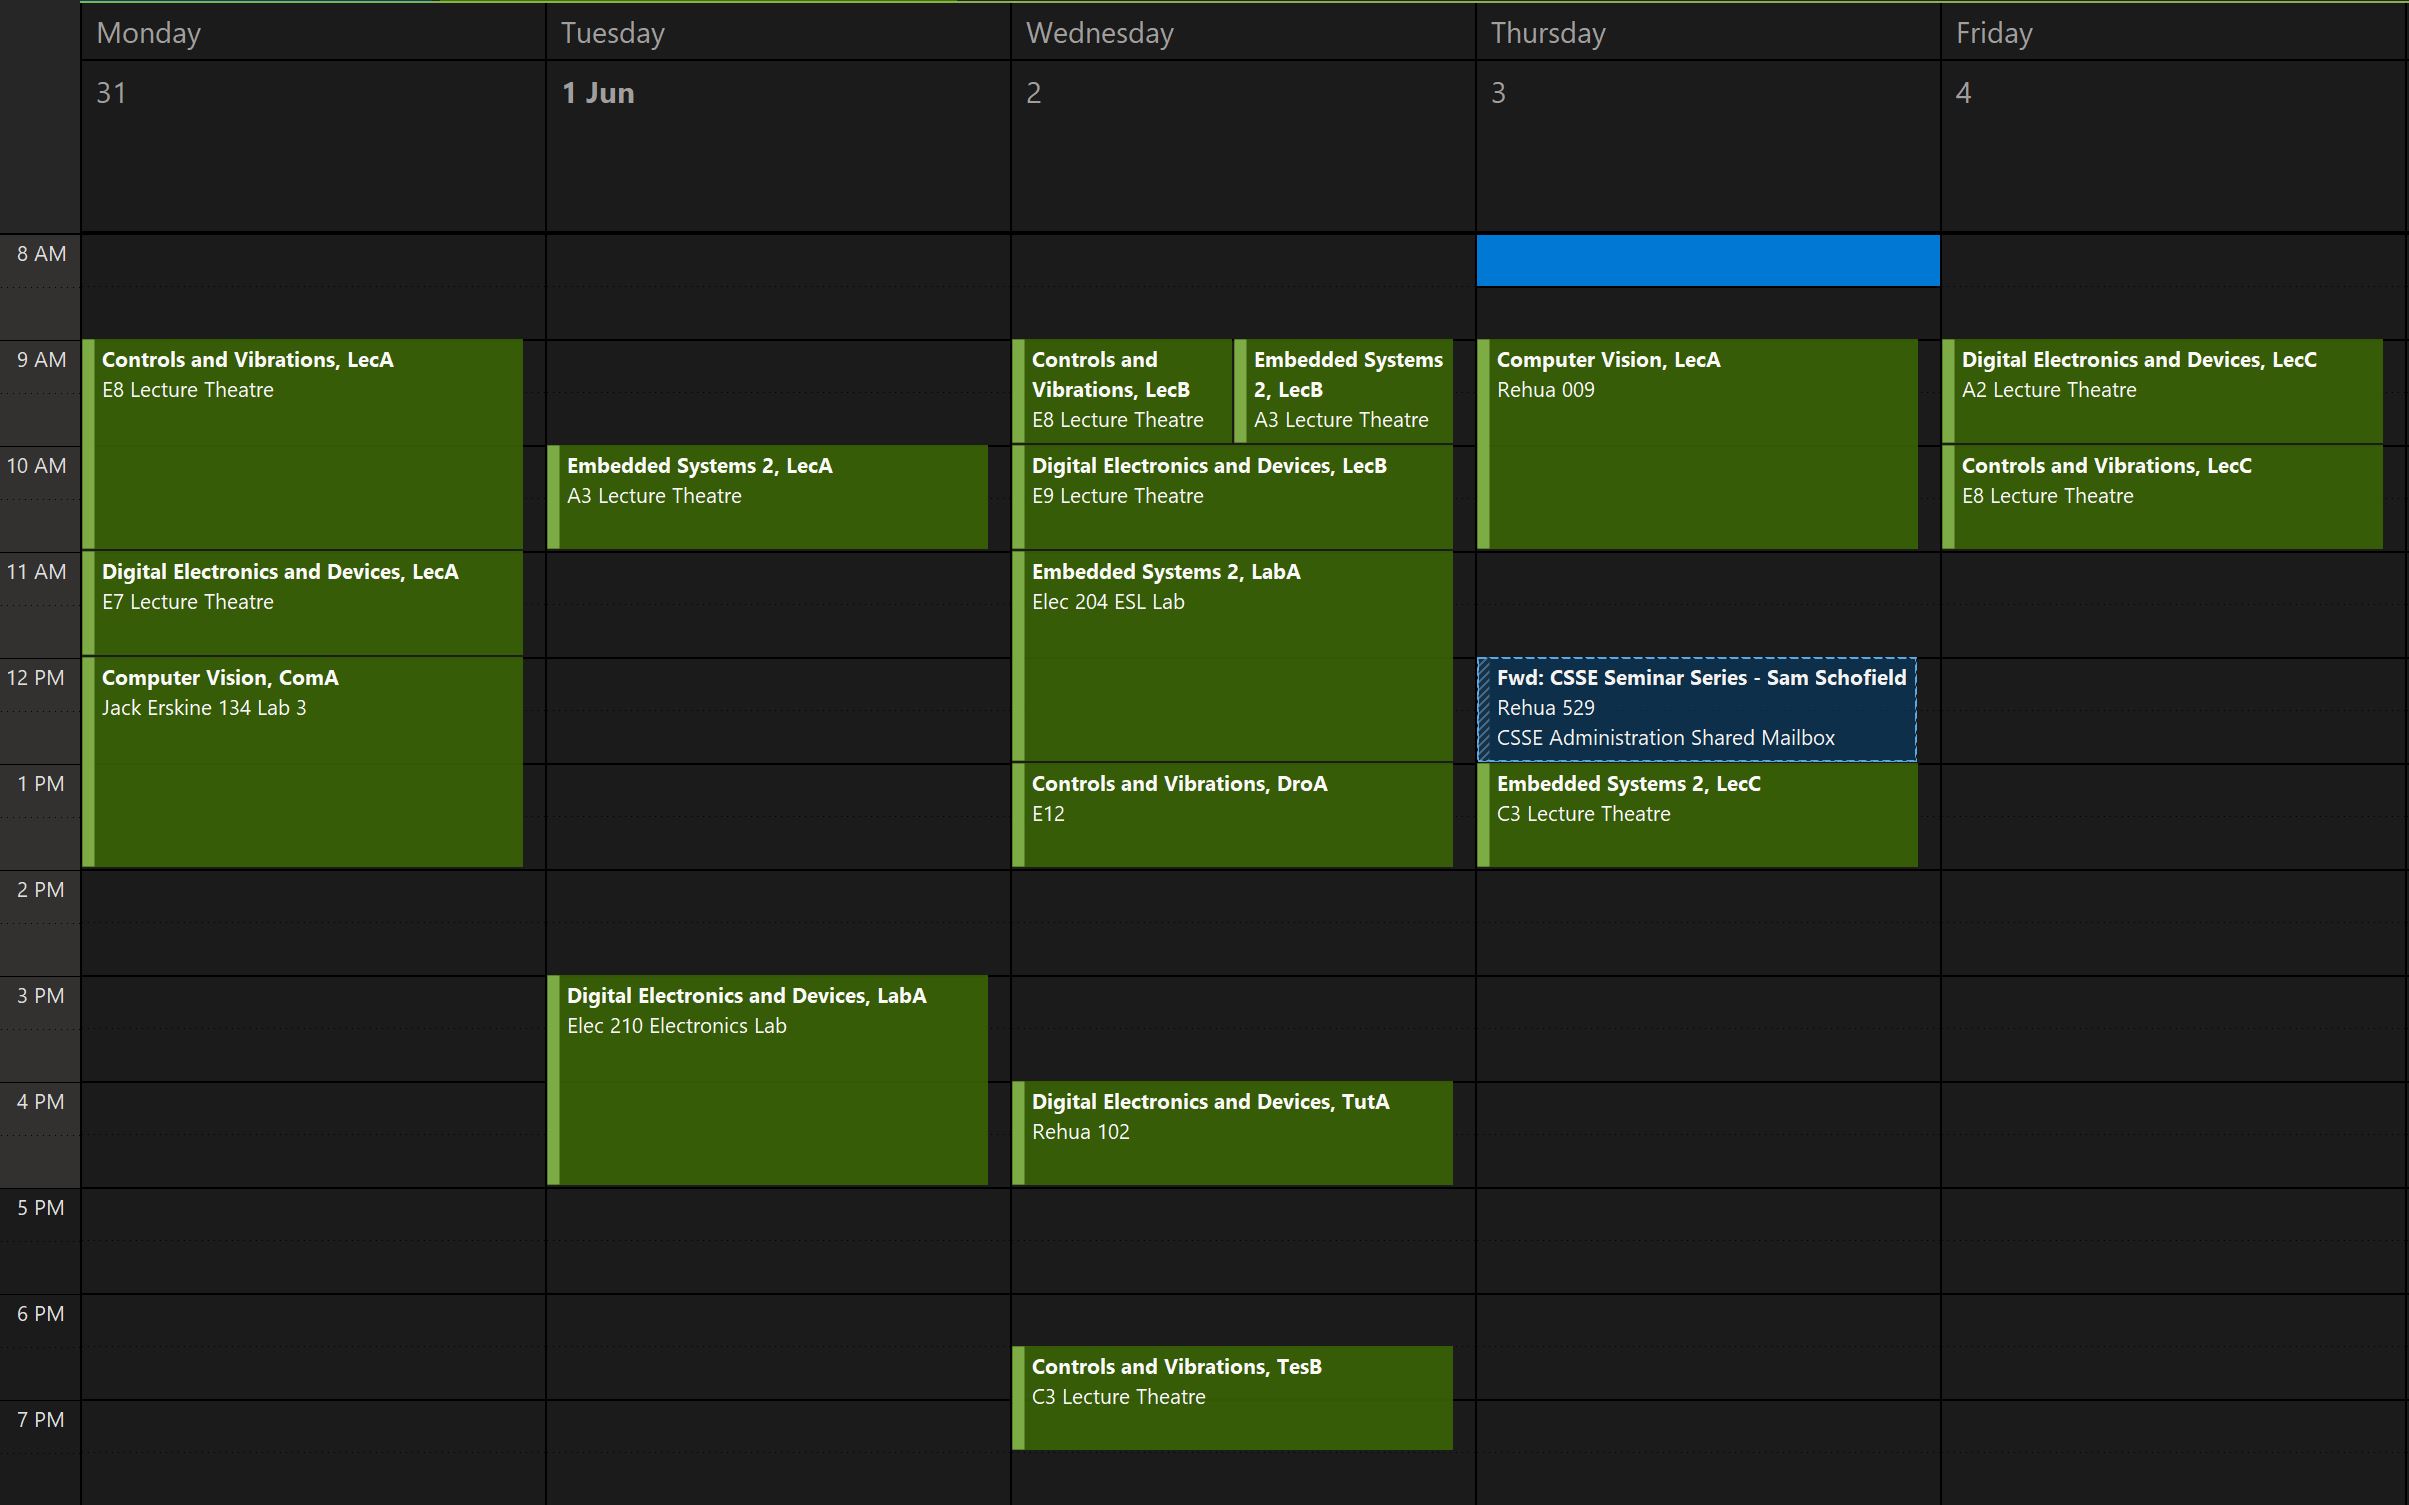 Monday
Tuesday
Wednesday
Thursday
Friday
31
1 Jun
2
3
4
8 AM
9 AM
10 AM
11 AM
12 PM
1 PM
2 PM
3 PM
4 PM
5 PM
6 PM
7 PM
Controls and Vibrations, LecA
E8 Lecture Theatre
Digital Electronics and Devices, LecA
E7 Lecture Theatre
Computer Vision, ComA
Jack Erskine 134 Lab 3
Embedded Systems 2, LecA
A3 Lecture Theatre
Digital Electronics and Devices, LabA
Elec 210 Electronics Lab
Controls and
Vibrations, LecB
E8 Lecture Theatre
Embedded Systems
2, LecB
A3 Lecture Theatre
Digital Electronics and Devices, LecB
E9 Lecture Theatre
Embedded Systems 2, LabA
Elec 204 ESL Lab
Controls and Vibrations, DroA
E12
Digital Electronics and Devices, TutA
Rehua 102
Controls and Vibrations, TesB
C3 Lecture Theatre
Computer Vision, LecA
Rehua 009
Fwd: CSSE Seminar Series - Sam Schofield
Rehua 529
CSSE Administration Shared Mailbox
Embedded Systems 2, LecC
C3 Lecture Theatre
Digital Electronics and Devices, LecC
A2 Lecture Theatre
Controls and Vibrations, LecC
E8 Lecture Theatre